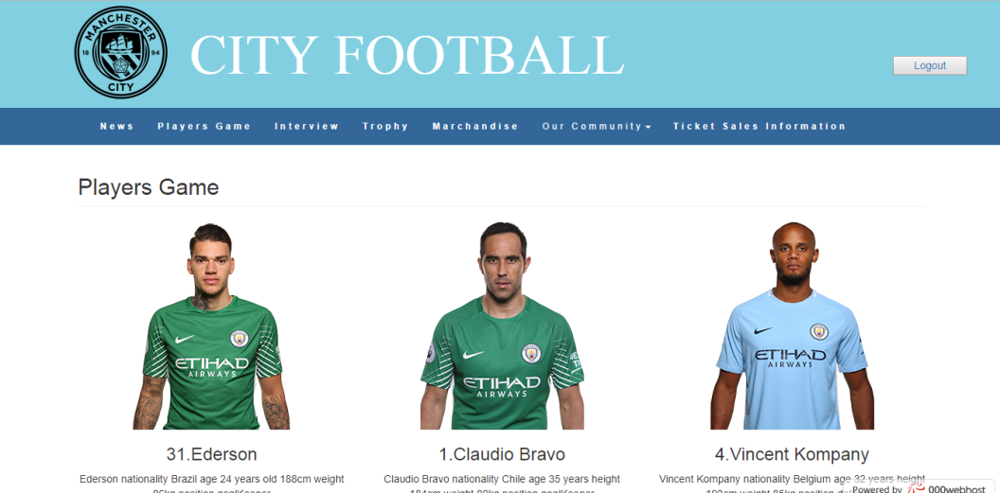 MANCHESTER
18 94
CITY
CITY FOOTBALL
Logout
News Players Game Interview Trophy Marchandise Our Community Ticket Sales Information
Players Game
ETIHAD
AIRWAYS
ETIHAD
AIRWAYS
ETIHAD
AIRWAYS
31.Ederson
1.Claudio Bravo
4.Vincent Kompany
Ederson nationality Brazil age 24 years old 188cm weight
Claudio Bravo nationality Chile age 35 years height
Vincent Kompany nationality Belgium age 32 years height
Powered by 000webhost